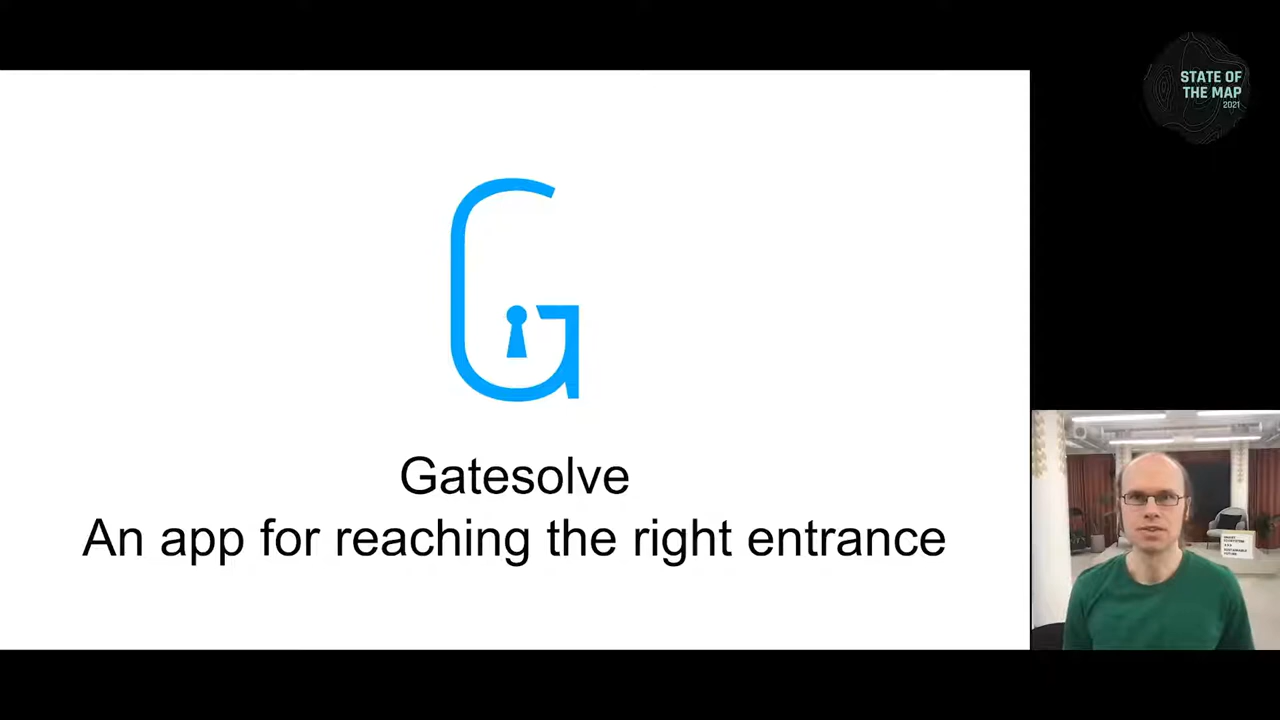 STATE OF
THE MAP
2021
Gatesolve
An app for reaching the right entrance